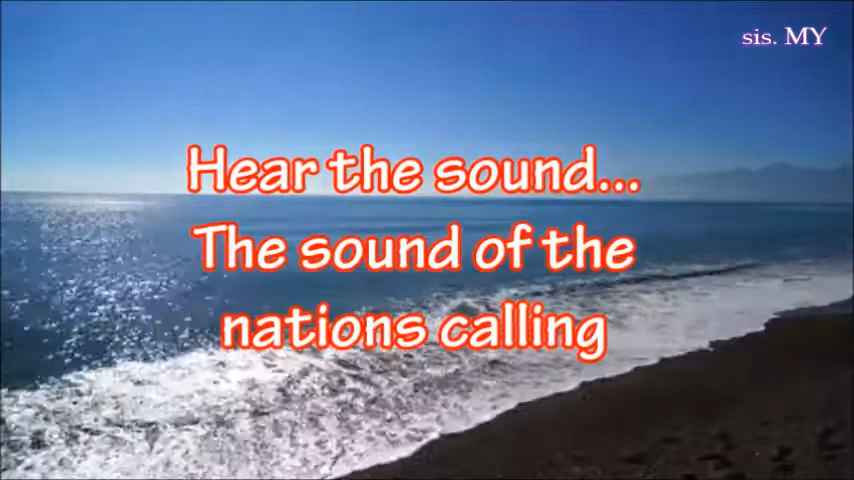 sis. MY
Hear the sound...
The sound of the
nations calling